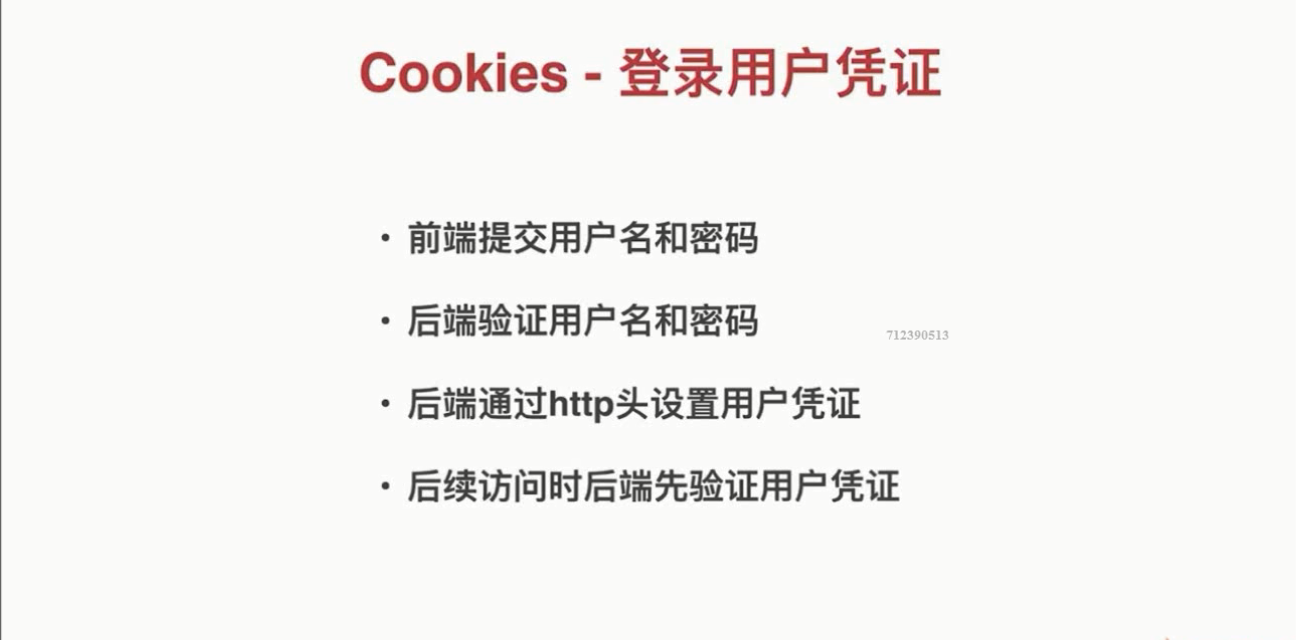 Cookies - 登录用户凭证
· 前端提交用户名和密码
· 后端验证用户名和密码
712390513
· 后端通过http头设置用户凭证
· 后续访问时后端先验证用户凭证